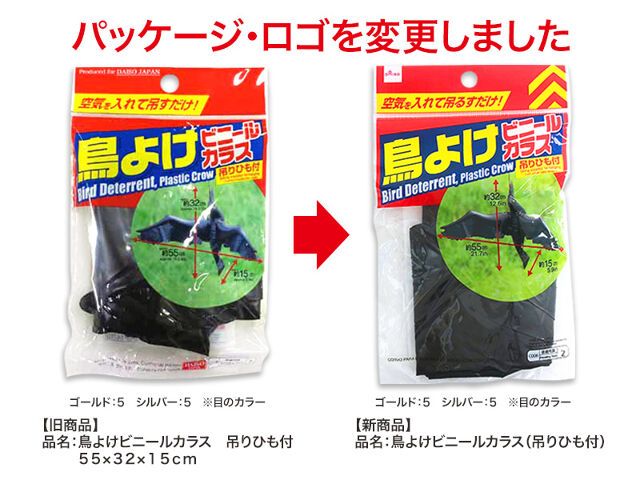 パッケージ・ロゴを変更しました
Produced for DAISO JAPAN
空気を入れて吊すだけ!
鳥よけ
ビニール
カラス
吊りひも付
Bird Deterrent, Plastic Crow
約32cm
約55cm
約15cm
DAISO
空気を入れて吊るすだけ!
鳥よけ
ビニール
カラス
吊りひも付
Bird Deterrent, Plastic Crow
約32cm
12.5in
約55cm
21.7in
約15cm
5.9in
ゴールド:5 シルバー:5 ※目のカラー
【旧商品】
品名:鳥よけビニールカラス 吊りひも付
55×32×15cm
ゴールド:5 シルバー:5 ※目のカラー
【新商品】
品名:鳥よけビニールカラス(吊りひも付)